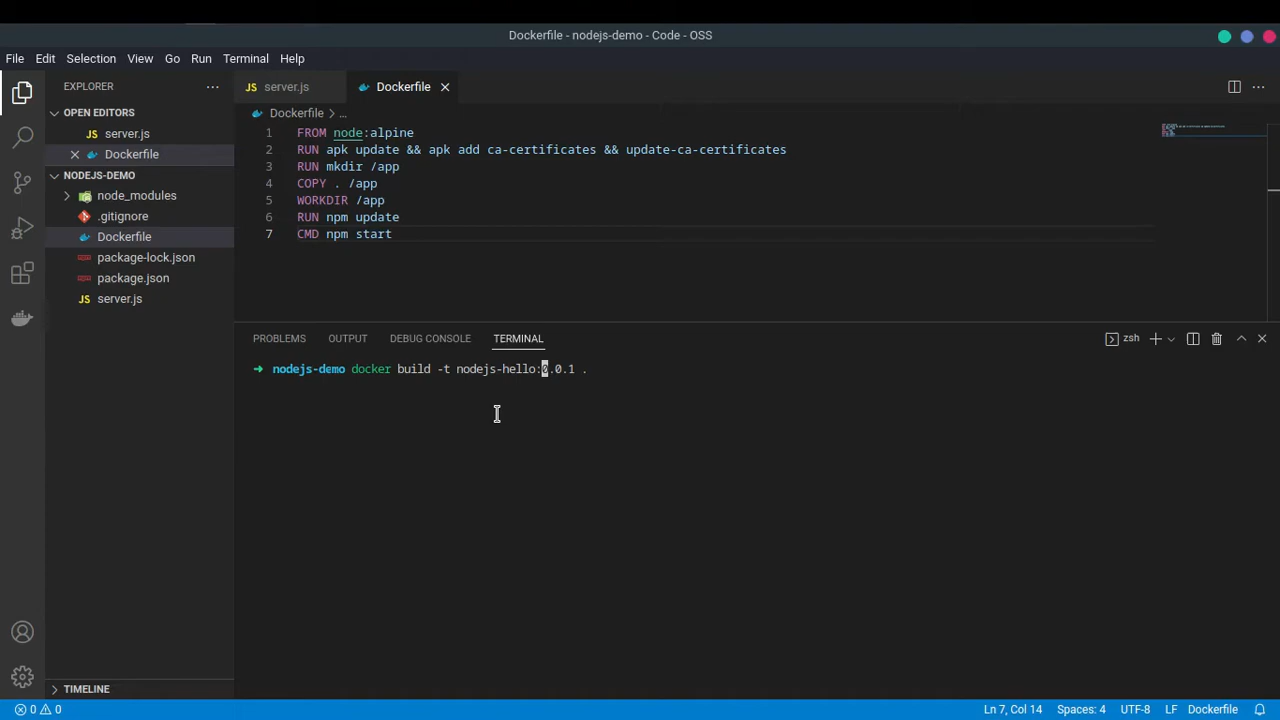 Dockerfile - nodejs-demo - Code - OSS
File Edit Selection View Go Run Terminal Help
EXPLORER
OPEN EDITORS
JS server.js
Dockerfile
NODEJS-DEMO
node_modules
.gitignore
Dockerfile
package-lock.json
package.json
JS server.js
TIMELINE
JS server.js Dockerfile
Dockerfile > ...
1 FROM node:alpine
2 RUN apk update && apk add ca-certificates && update-ca-certificates
3 RUN mkdir /app
4 COPY . /app
5 WORKDIR /app
6 RUN npm update
7 CMD npm start
PROBLEMS OUTPUT DEBUG CONSOLE TERMINAL zsh
➜ nodejs-demo docker build -t nodejs-hello:0.0.1 .
0 0 Ln 7, Col 14 Spaces: 4 UTF-8 LF Dockerfile